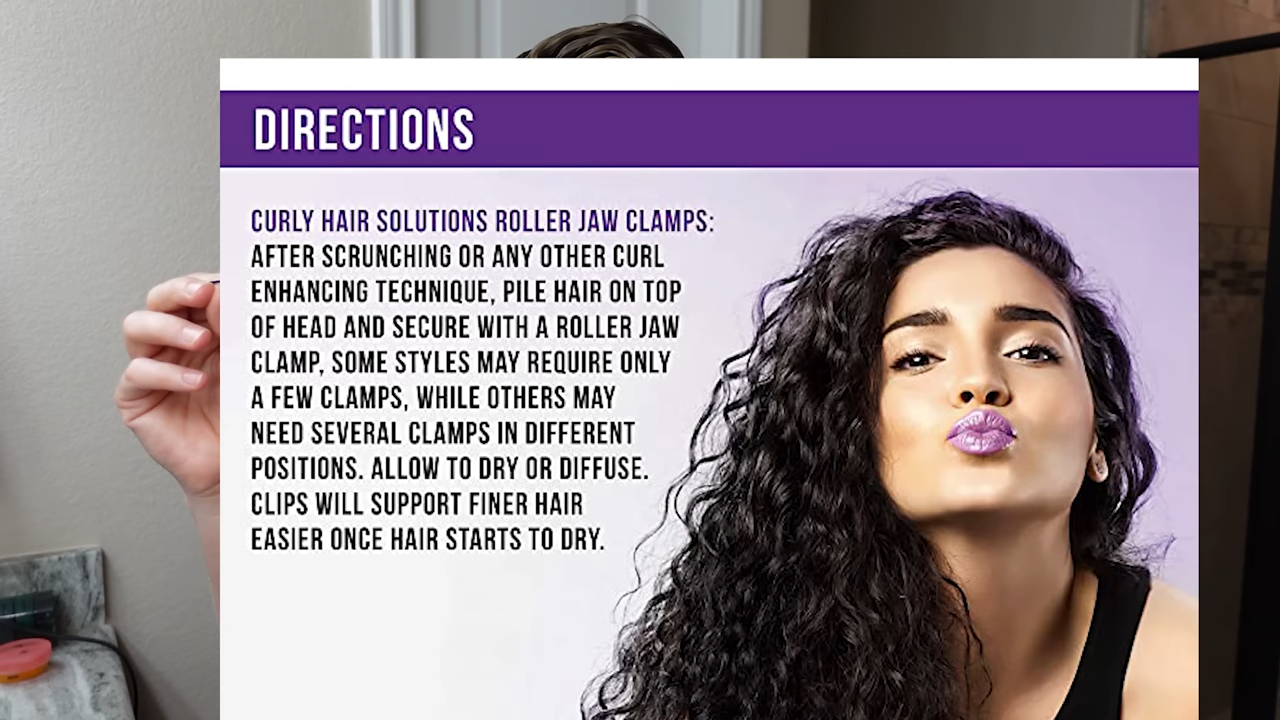 DIRECTIONS
CURLY HAIR SOLUTIONS ROLLER JAW CLAMPS:
AFTER SCRUNCHING OR ANY OTHER CURL
ENHANCING TECHNIQUE, PILE HAIR ON TOP
OF HEAD AND SECURE WITH A ROLLER JAW
CLAMP, SOME STYLES MAY REQUIRE ONLY
A FEW CLAMPS, WHILE OTHERS MAY
NEED SEVERAL CLAMPS IN DIFFERENT
POSITIONS. ALLOW TO DRY OR DIFFUSE.
CLIPS WILL SUPPORT FINER HAIR
EASIER ONCE HAIR STARTS TO DRY.